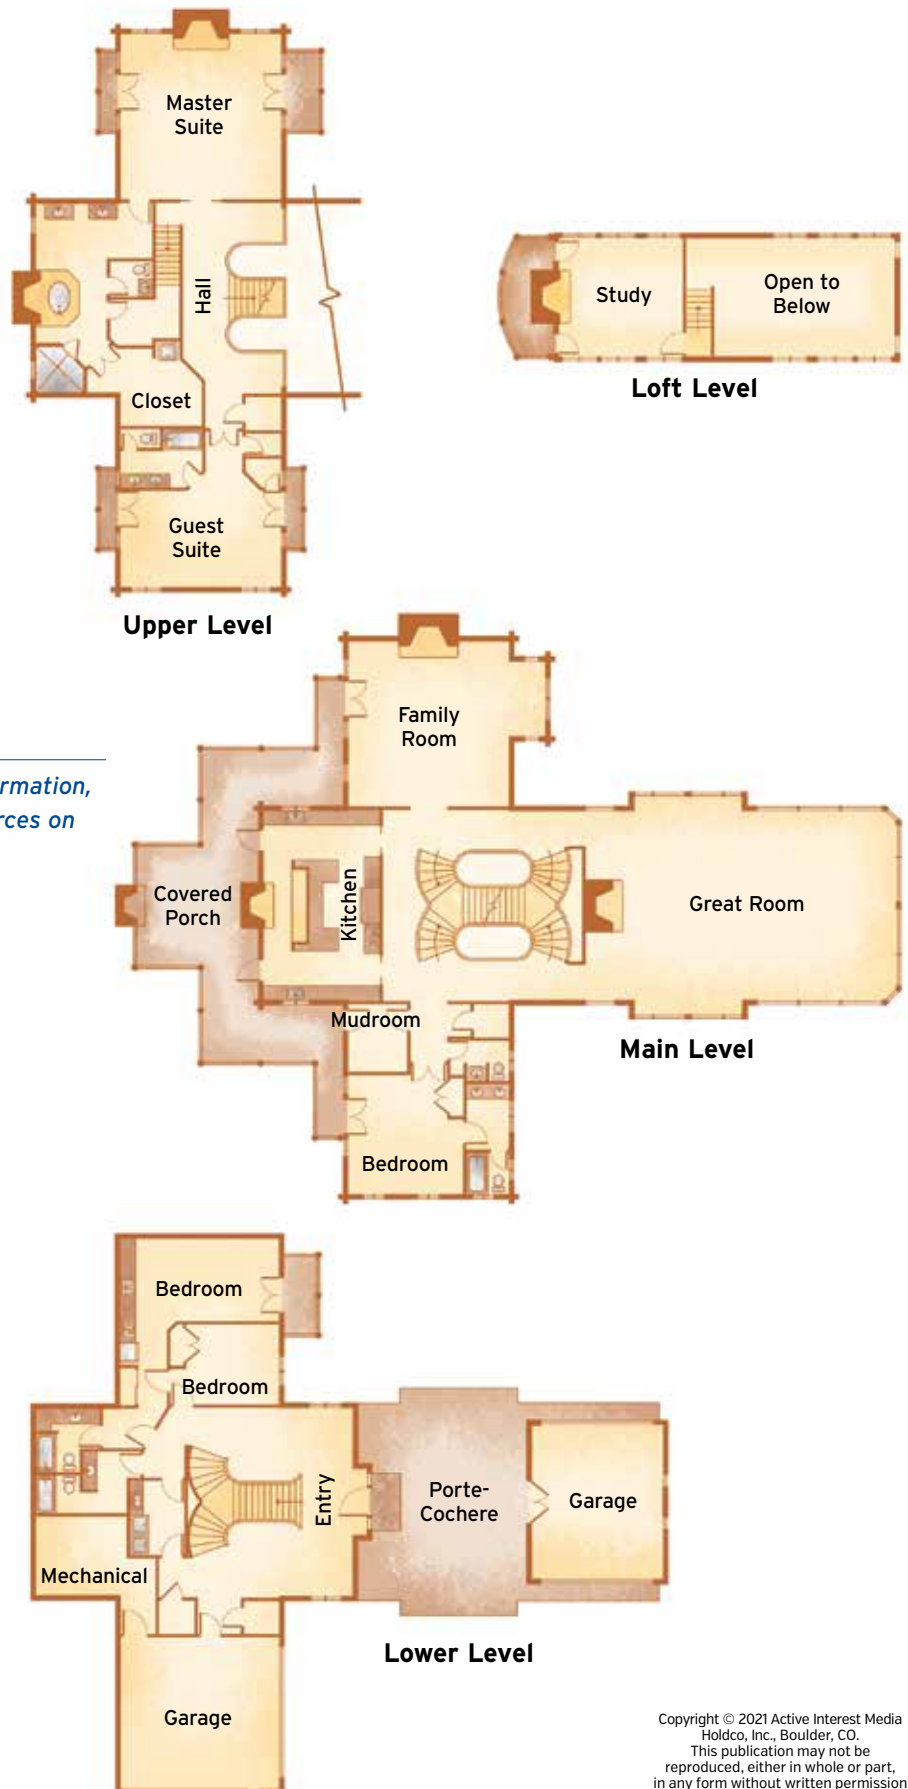 Master
Suite
Hall
Closet
Guest
Suite
Upper Level
Study
Open to
Below
Loft Level
ormation,
rces on
Family
Room
Covered
Porch
Kitchen
Great Room
Mudroom
Main Level
Bedroom
Bedroom
Bedroom
Entry
Porte-
Cochere
Garage
Mechanical
Lower Level
Garage
Copyright © 2021 Active Interest Media
Holdco, Inc., Boulder, CO.
This publication may not be
reproduced, either in whole or part,
in any form without written permission